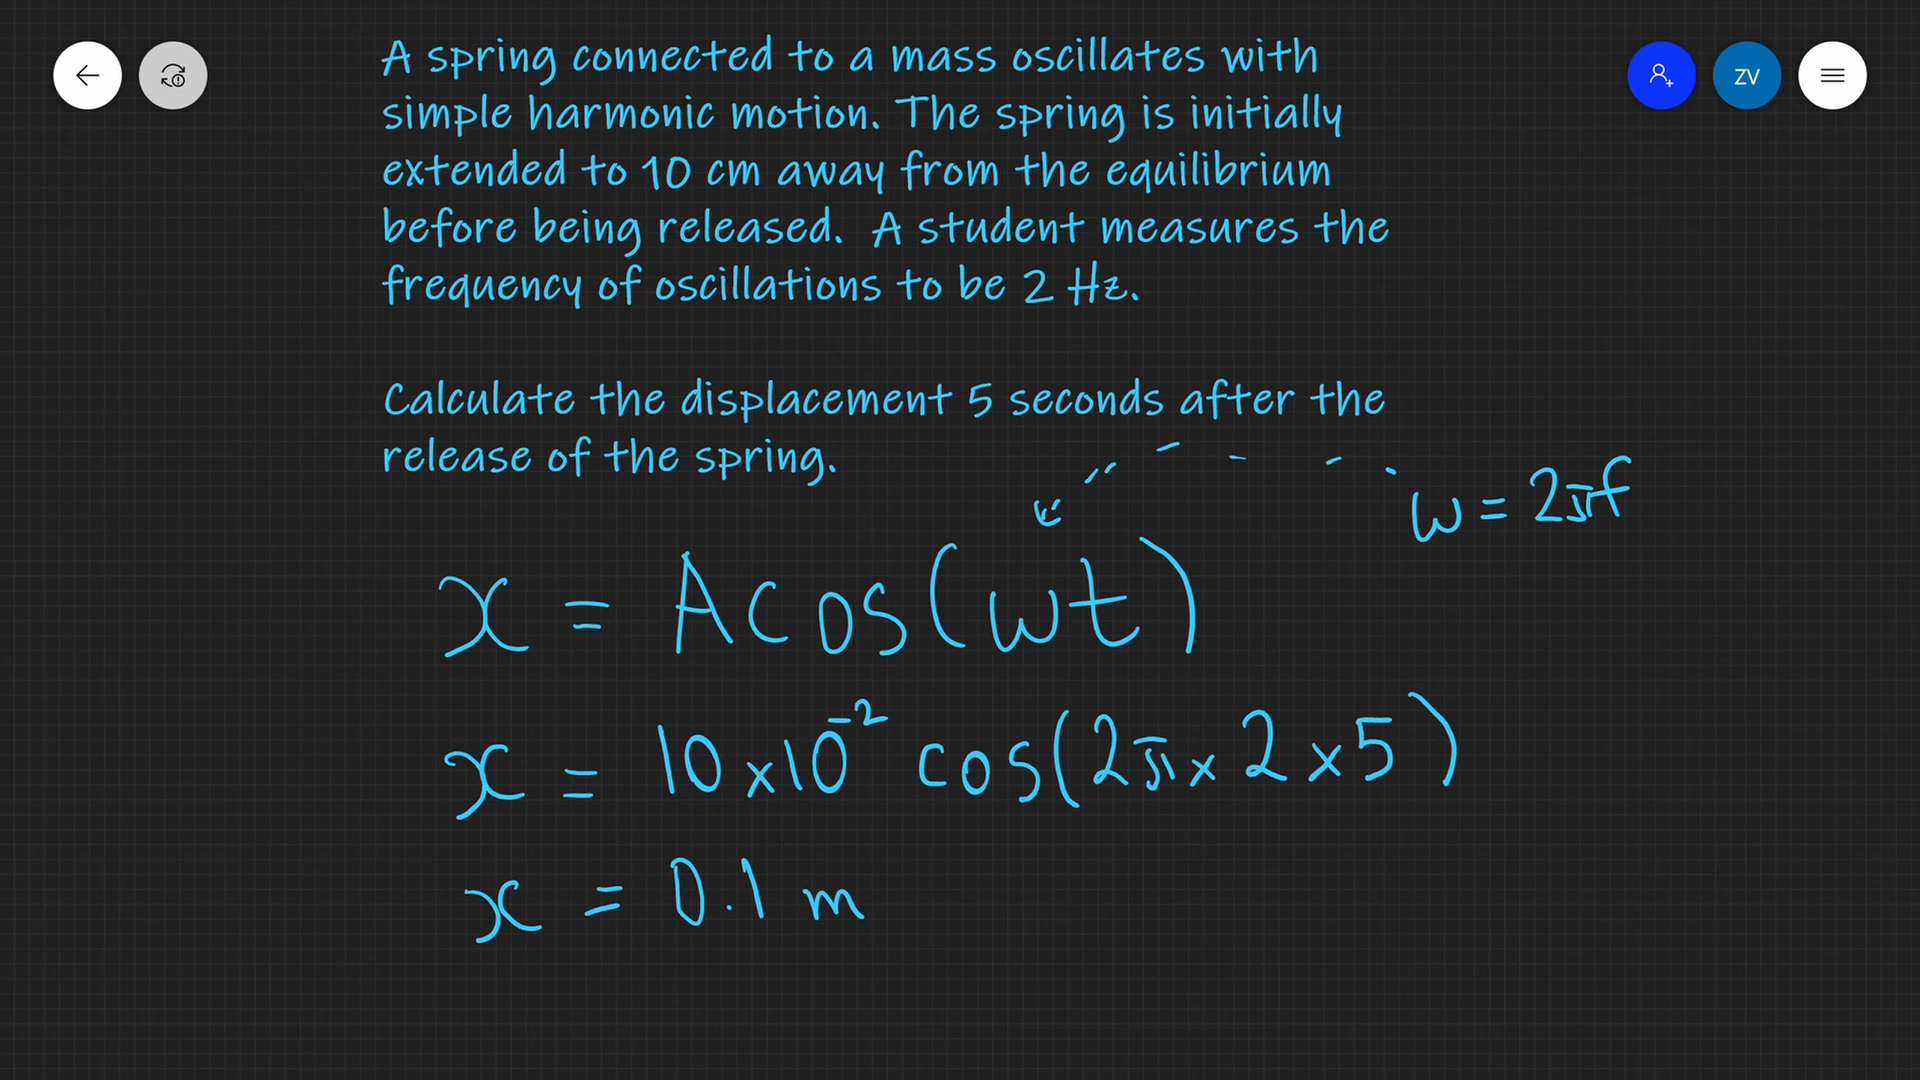 A spring connected to a mass oscillates with
simple harmonic motion. The spring is initially
extended to 10 cm away from the equilibrium
before being released. A student measures the
frequency of oscillations to be 2 Hz.
ZV
Calculate the displacement 5 seconds after the
release of the spring.
ω = 2πf
x = A cos(ωt)
x = 10×10⁻² cos(2π × 2 × 5)
x = 0.1 m